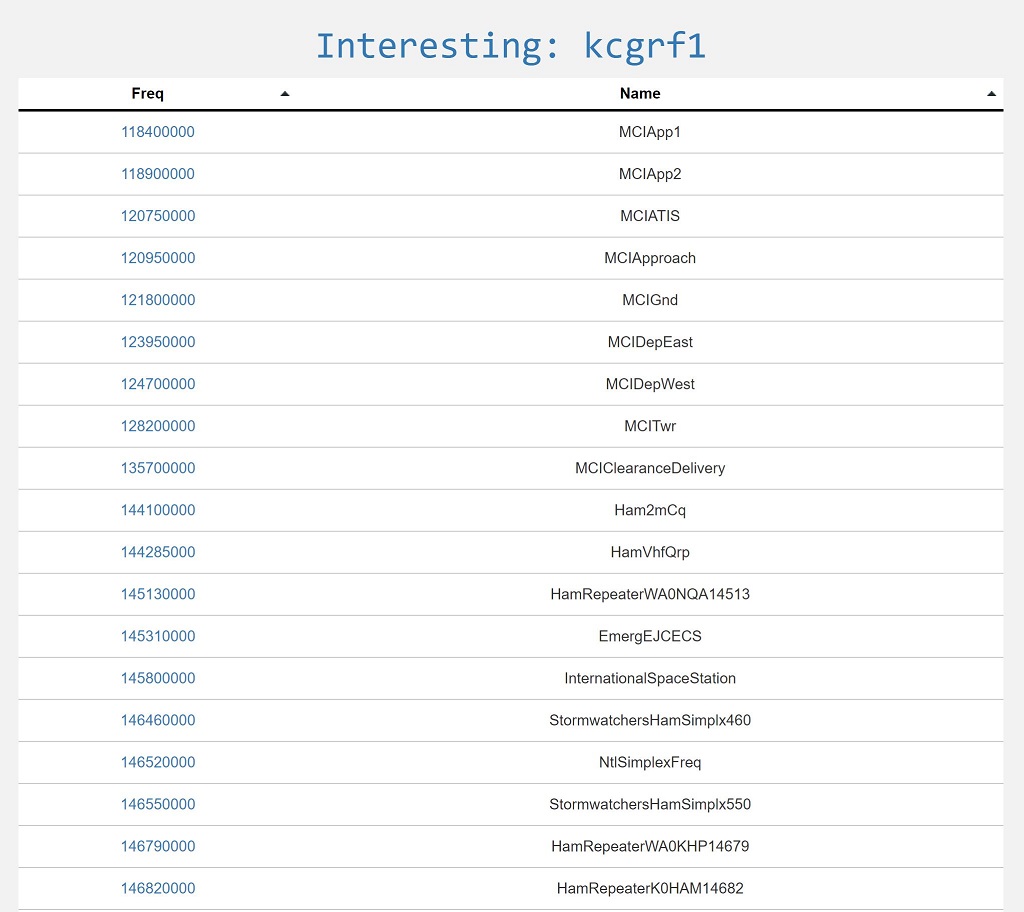 Interesting: kcgrf1
Freq Name
118400000 MCIApp1
118900000 MCIApp2
120750000 MCIATIS
120950000 MCIApproach
121800000 MCIGnd
123950000 MCIDepEast
124700000 MCIDepWest
128200000 MCITwr
135700000 MCIClearanceDelivery
144100000 Ham2mCq
144285000 HamVhfQrp
145130000 HamRepeaterWA0NQA14513
145310000 EmergEJCECS
145800000 InternationalSpaceStation
146460000 StormwatchersHamSimplx460
146520000 NtlSimplexFreq
146550000 StormwatchersHamSimplx550
146790000 HamRepeaterWA0KHP14679
146820000 HamRepeaterK0HAM14682